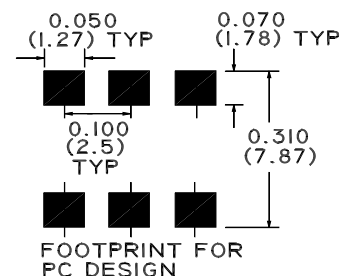 0.050
(1.27) TYP
0.070
(1.78) TYP
0.100
(2.5)
TYP
0.310
(7.87)
FOOTPRINT FOR
PC DESIGN